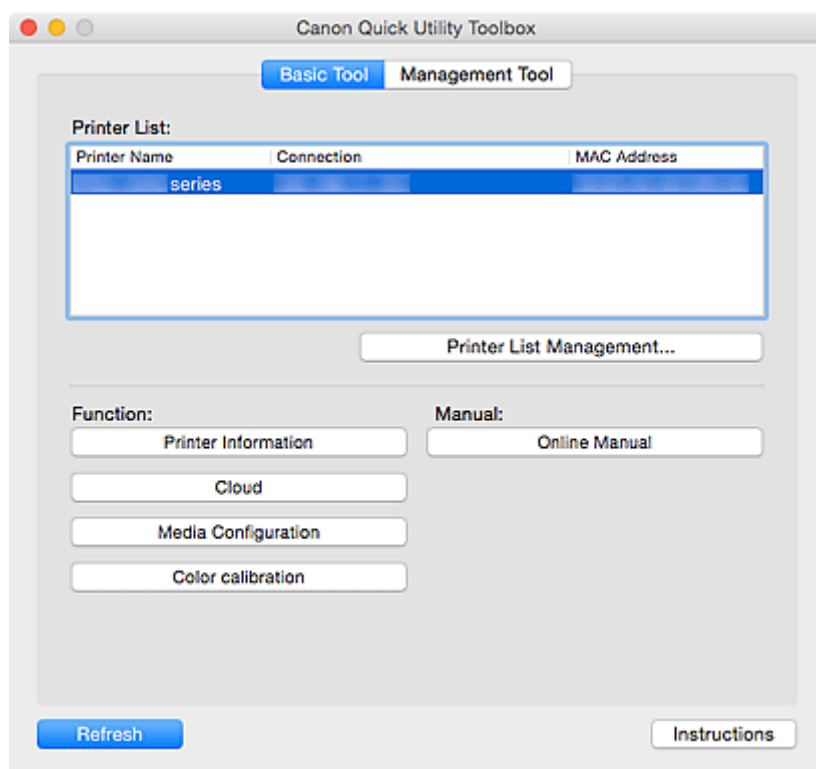 Canon Quick Utility Toolbox
Basic Tool Management Tool
Printer List:
Printer Name Connection MAC Address
series
Printer List Management...
Function: Manual:
Printer Information Online Manual
Cloud
Media Configuration
Color calibration
Refresh Instructions